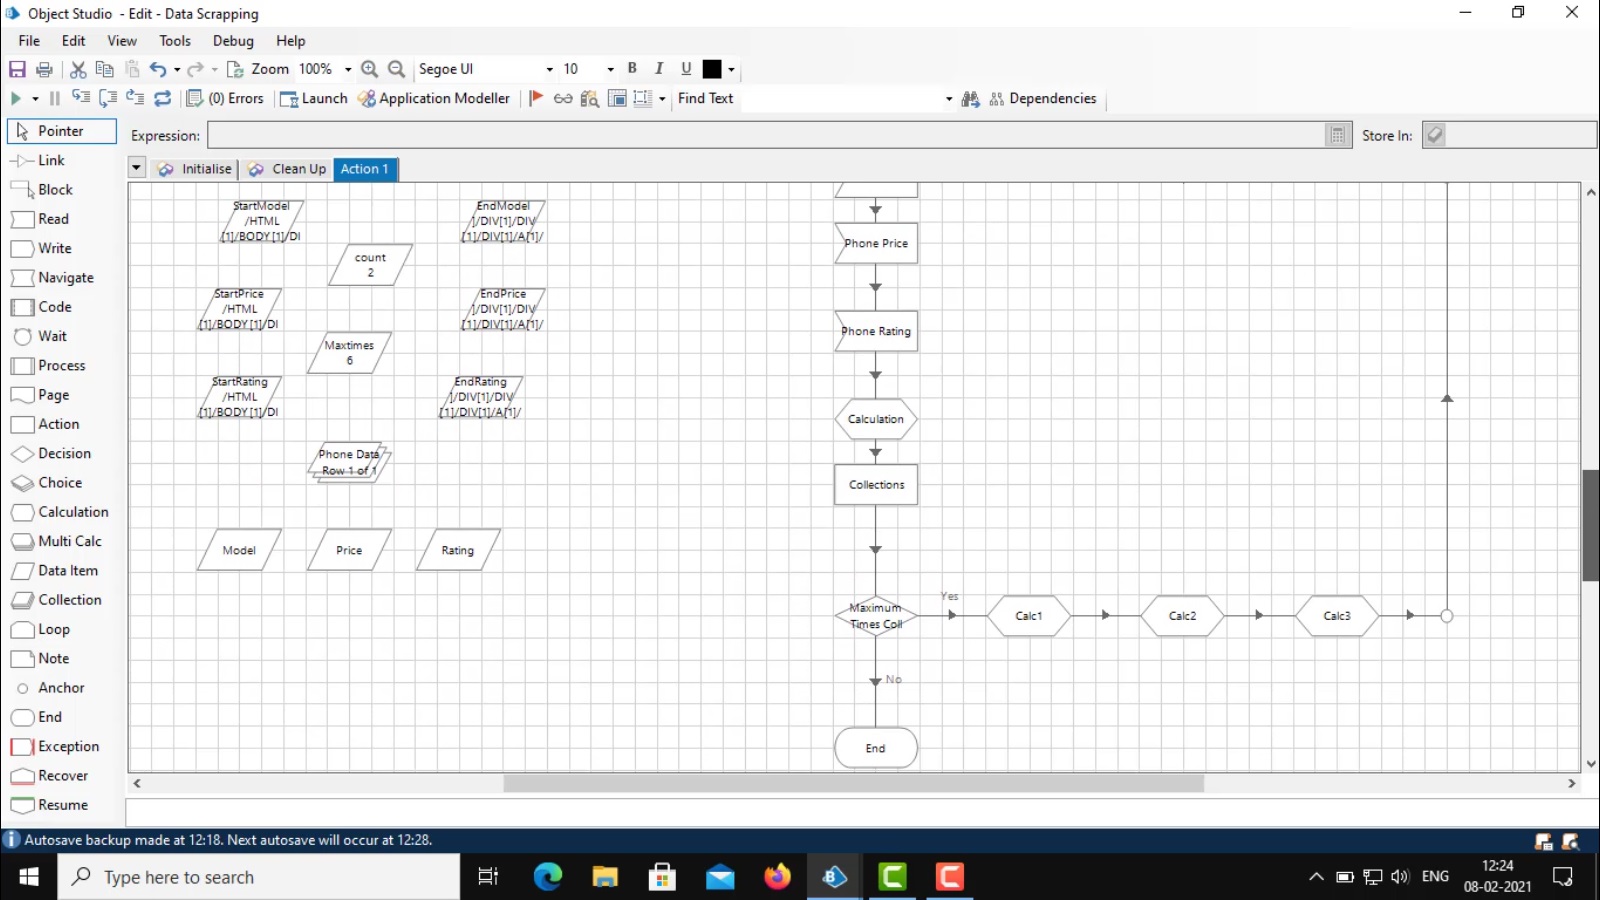 Object Studio - Edit - Data Scrapping
File Edit View Tools Debug Help
Zoom 100% Segoe UI 10 B I U
(0) Errors Launch Application Modeller Find Text Dependencies
Pointer
Expression:
Store In:
Link
Initialise Clean Up Action 1
Block
Read
Write
Navigate
Code
Wait
Process
Page
Action
Decision
Choice
Calculation
Multi Calc
Data Item
Collection
Loop
Note
Anchor
End
Exception
Recover
Resume
StartModel
/HTML
[1]/BODY[1]/DI
EndModel
]/DIV[1]/DIV
[1]/DIV[1]/A[1]/
count
2
StartPrice
/HTML
[1]/BODY[1]/DI
EndPrice
]/DIV[1]/DIV
[1]/DIV[1]/A[1]/
Maxtimes
6
StartRating
/HTML
[1]/BODY[1]/DI
EndRating
]/DIV[1]/DIV
[1]/DIV[1]/A[1]/
Phone Data
Row 1 of 1
Model
Price
Rating
Phone Price
Phone Rating
Calculation
Collections
Maximum
Times Coll
Yes
Calc1
Calc2
Calc3
No
End
Autosave backup made at 12:18. Next autosave will occur at 12:28.
Type here to search
ENG
12:24
08-02-2021